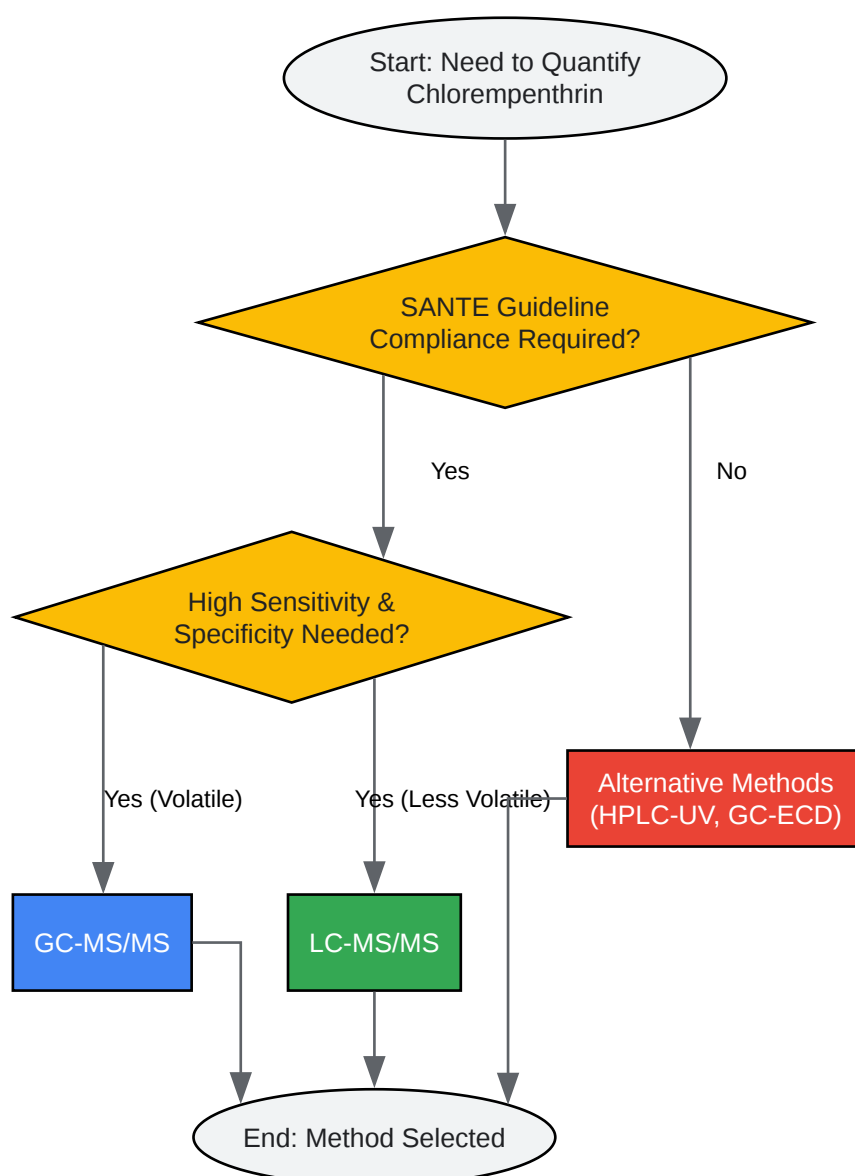 Start: Need to Quantify
Chlorempenthrin
SANTE Guideline
Compliance Required?
Yes
No
High Sensitivity &
Specificity Needed?
Alternative Methods
(HPLC-UV, GC-ECD)
Yes (Volatile)
Yes (Less Volatile)
GC-MS/MS
LC-MS/MS
End: Method Selected